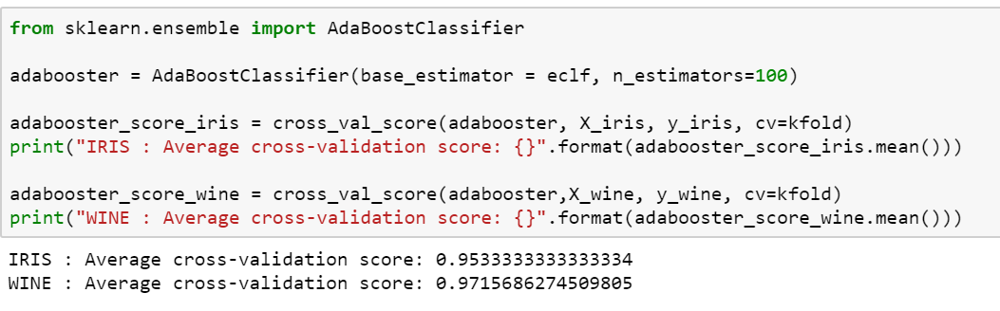 from sklearn.ensemble import AdaBoostClassifier
adabooster = AdaBoostClassifier(base_estimator = eclf, n_estimators=100)
adabooster_score_iris = cross_val_score(adabooster, X_iris, y_iris, cv=kfold)
print("IRIS : Average cross-validation score: {}".format(adabooster_score_iris.mean()))
adabooster_score_wine = cross_val_score(adabooster,X_wine, y_wine, cv=kfold)
print("WINE : Average cross-validation score: {}".format(adabooster_score_wine.mean()))
IRIS : Average cross-validation score: 0.9533333333333334
WINE : Average cross-validation score: 0.9715686274509805